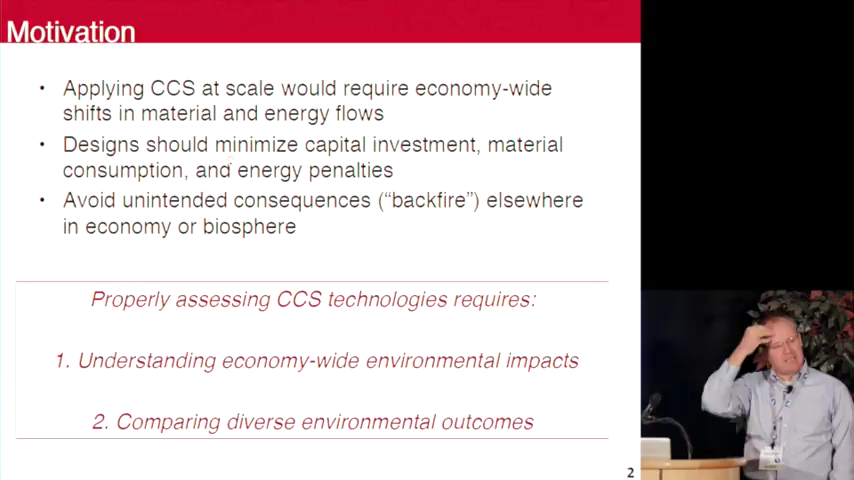 Motivation
• Applying CCS at scale would require economy-wide
shifts in material and energy flows
• Designs should minimize capital investment, material
consumption, and energy penalties
• Avoid unintended consequences (“backfire”) elsewhere
in economy or biosphere
Properly assessing CCS technologies requires:
1. Understanding economy-wide environmental impacts
2. Comparing diverse environmental outcomes
2